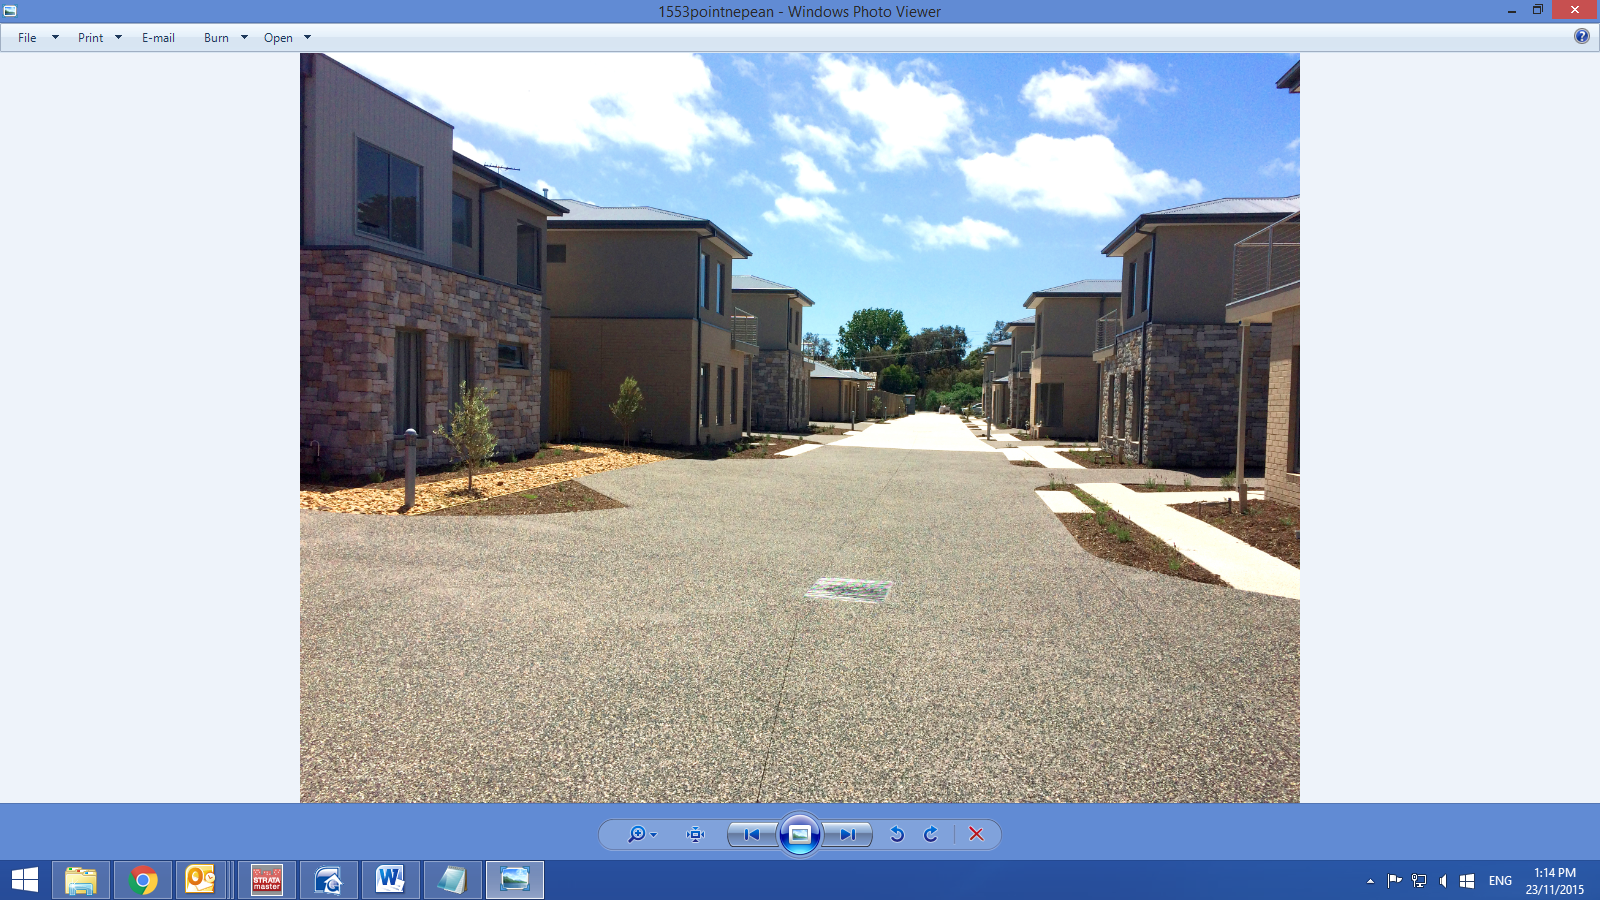 1553pointnepean - Windows Photo Viewer
File Print E-mail Burn Open
STRATA
master
ENG
1:14 PM
23/11/2015